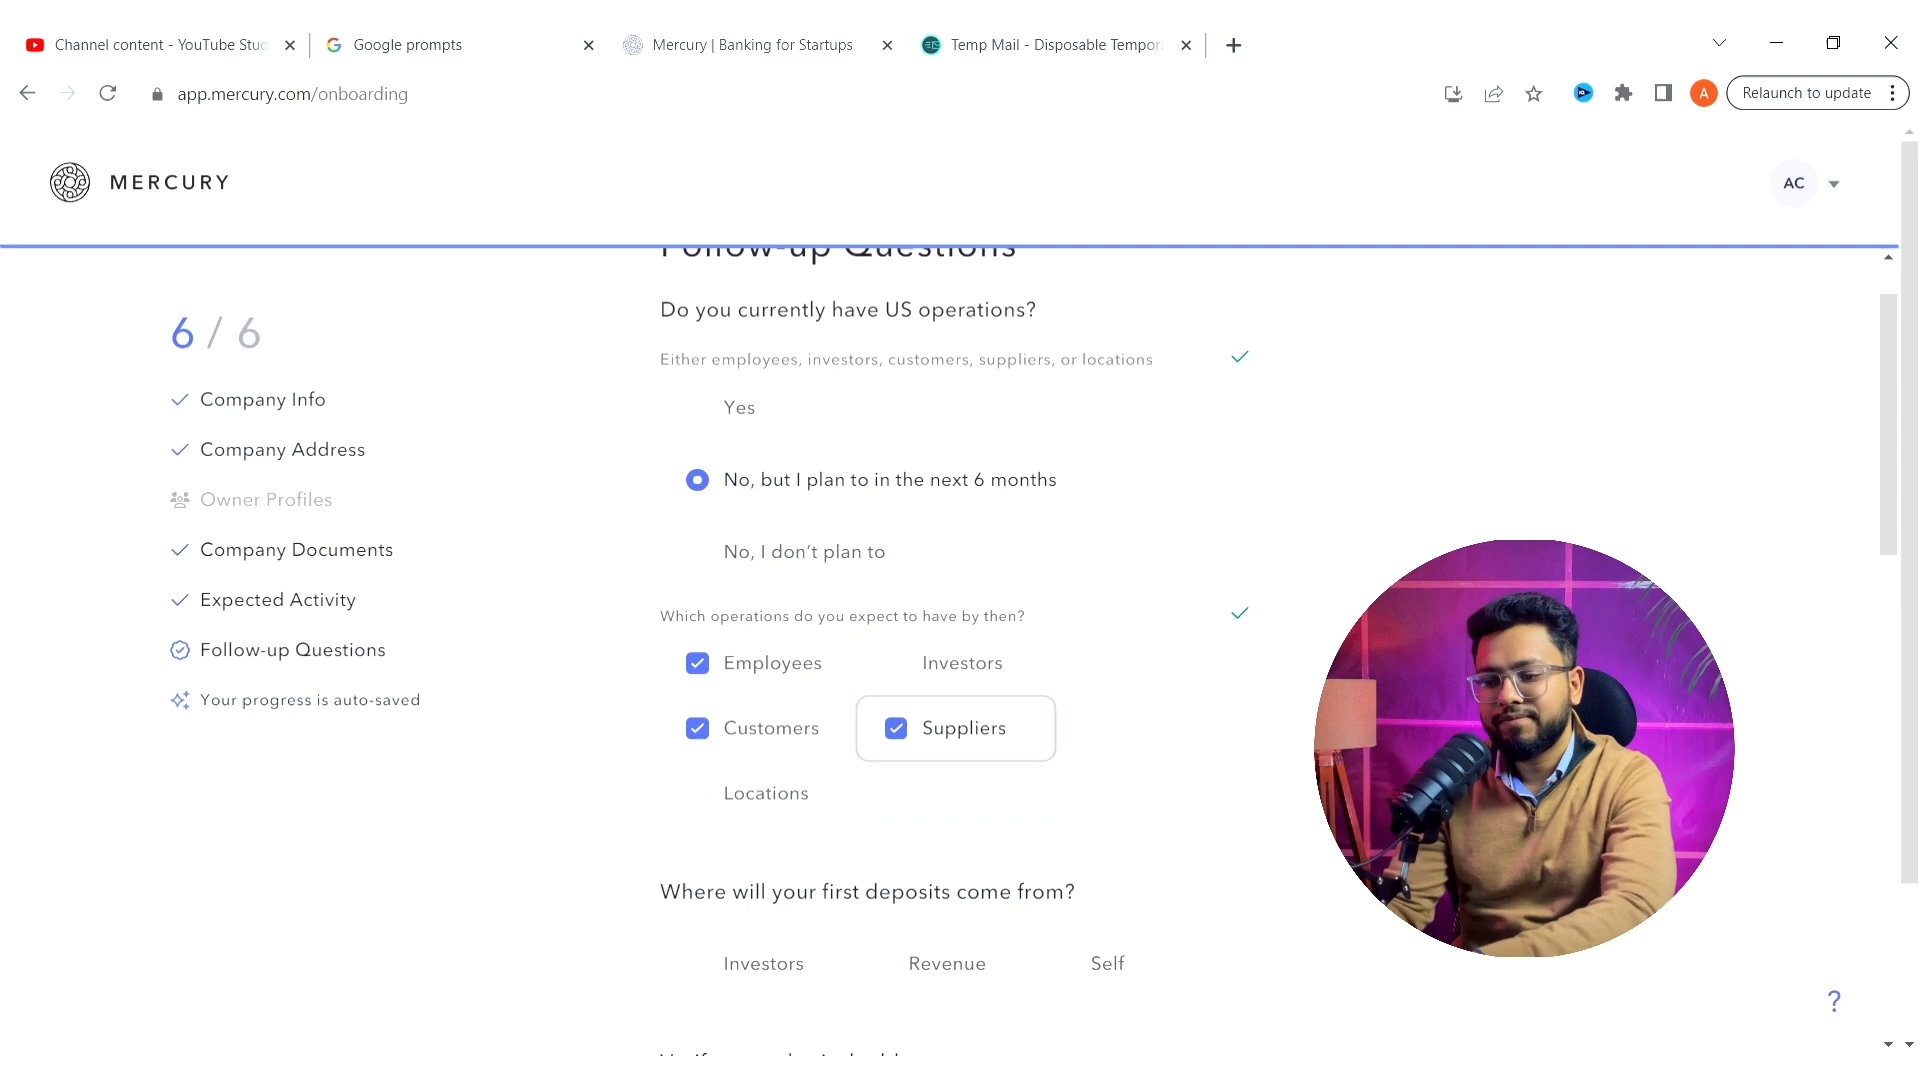 Channel content - YouTube Stud
Google prompts
Mercury | Banking for Startups
Temp Mail - Disposable Tempora
app.mercury.com/onboarding
A
Relaunch to update
MERCURY
AC
Follow-up Questions
6 / 6
Company Info
Company Address
Owner Profiles
Company Documents
Expected Activity
Follow-up Questions
Your progress is auto-saved
Do you currently have US operations?
Either employees, investors, customers, suppliers, or locations
Yes
No, but I plan to in the next 6 months
No, I don’t plan to
Which operations do you expect to have by then?
Employees
Investors
Customers
Suppliers
Locations
Where will your first deposits come from?
Investors
Revenue
Self
?